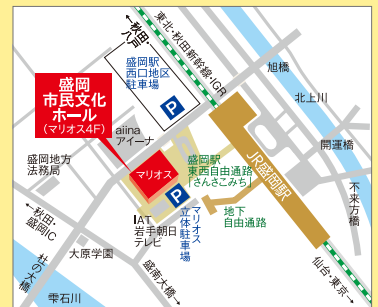 ←秋田・
八戸
東北・秋田新幹線・IGR
盛岡駅
西口地区
駐車場
旭橋
北上川
開運橋
不来方橋
盛岡
市民文化
ホール
（マリオス4F）
aiina
アイーナ
マリオス
盛岡地方
法務局
盛岡駅
東西自由通路
「さんさこみち」
JR盛岡駅
マリオス
立体駐車場
地下
自由通路
IAT
岩手朝日
テレビ
←秋田・
盛岡IC
大原学園
盛南大橋→
杜の大橋
雫石川
仙台・東京→
P
P